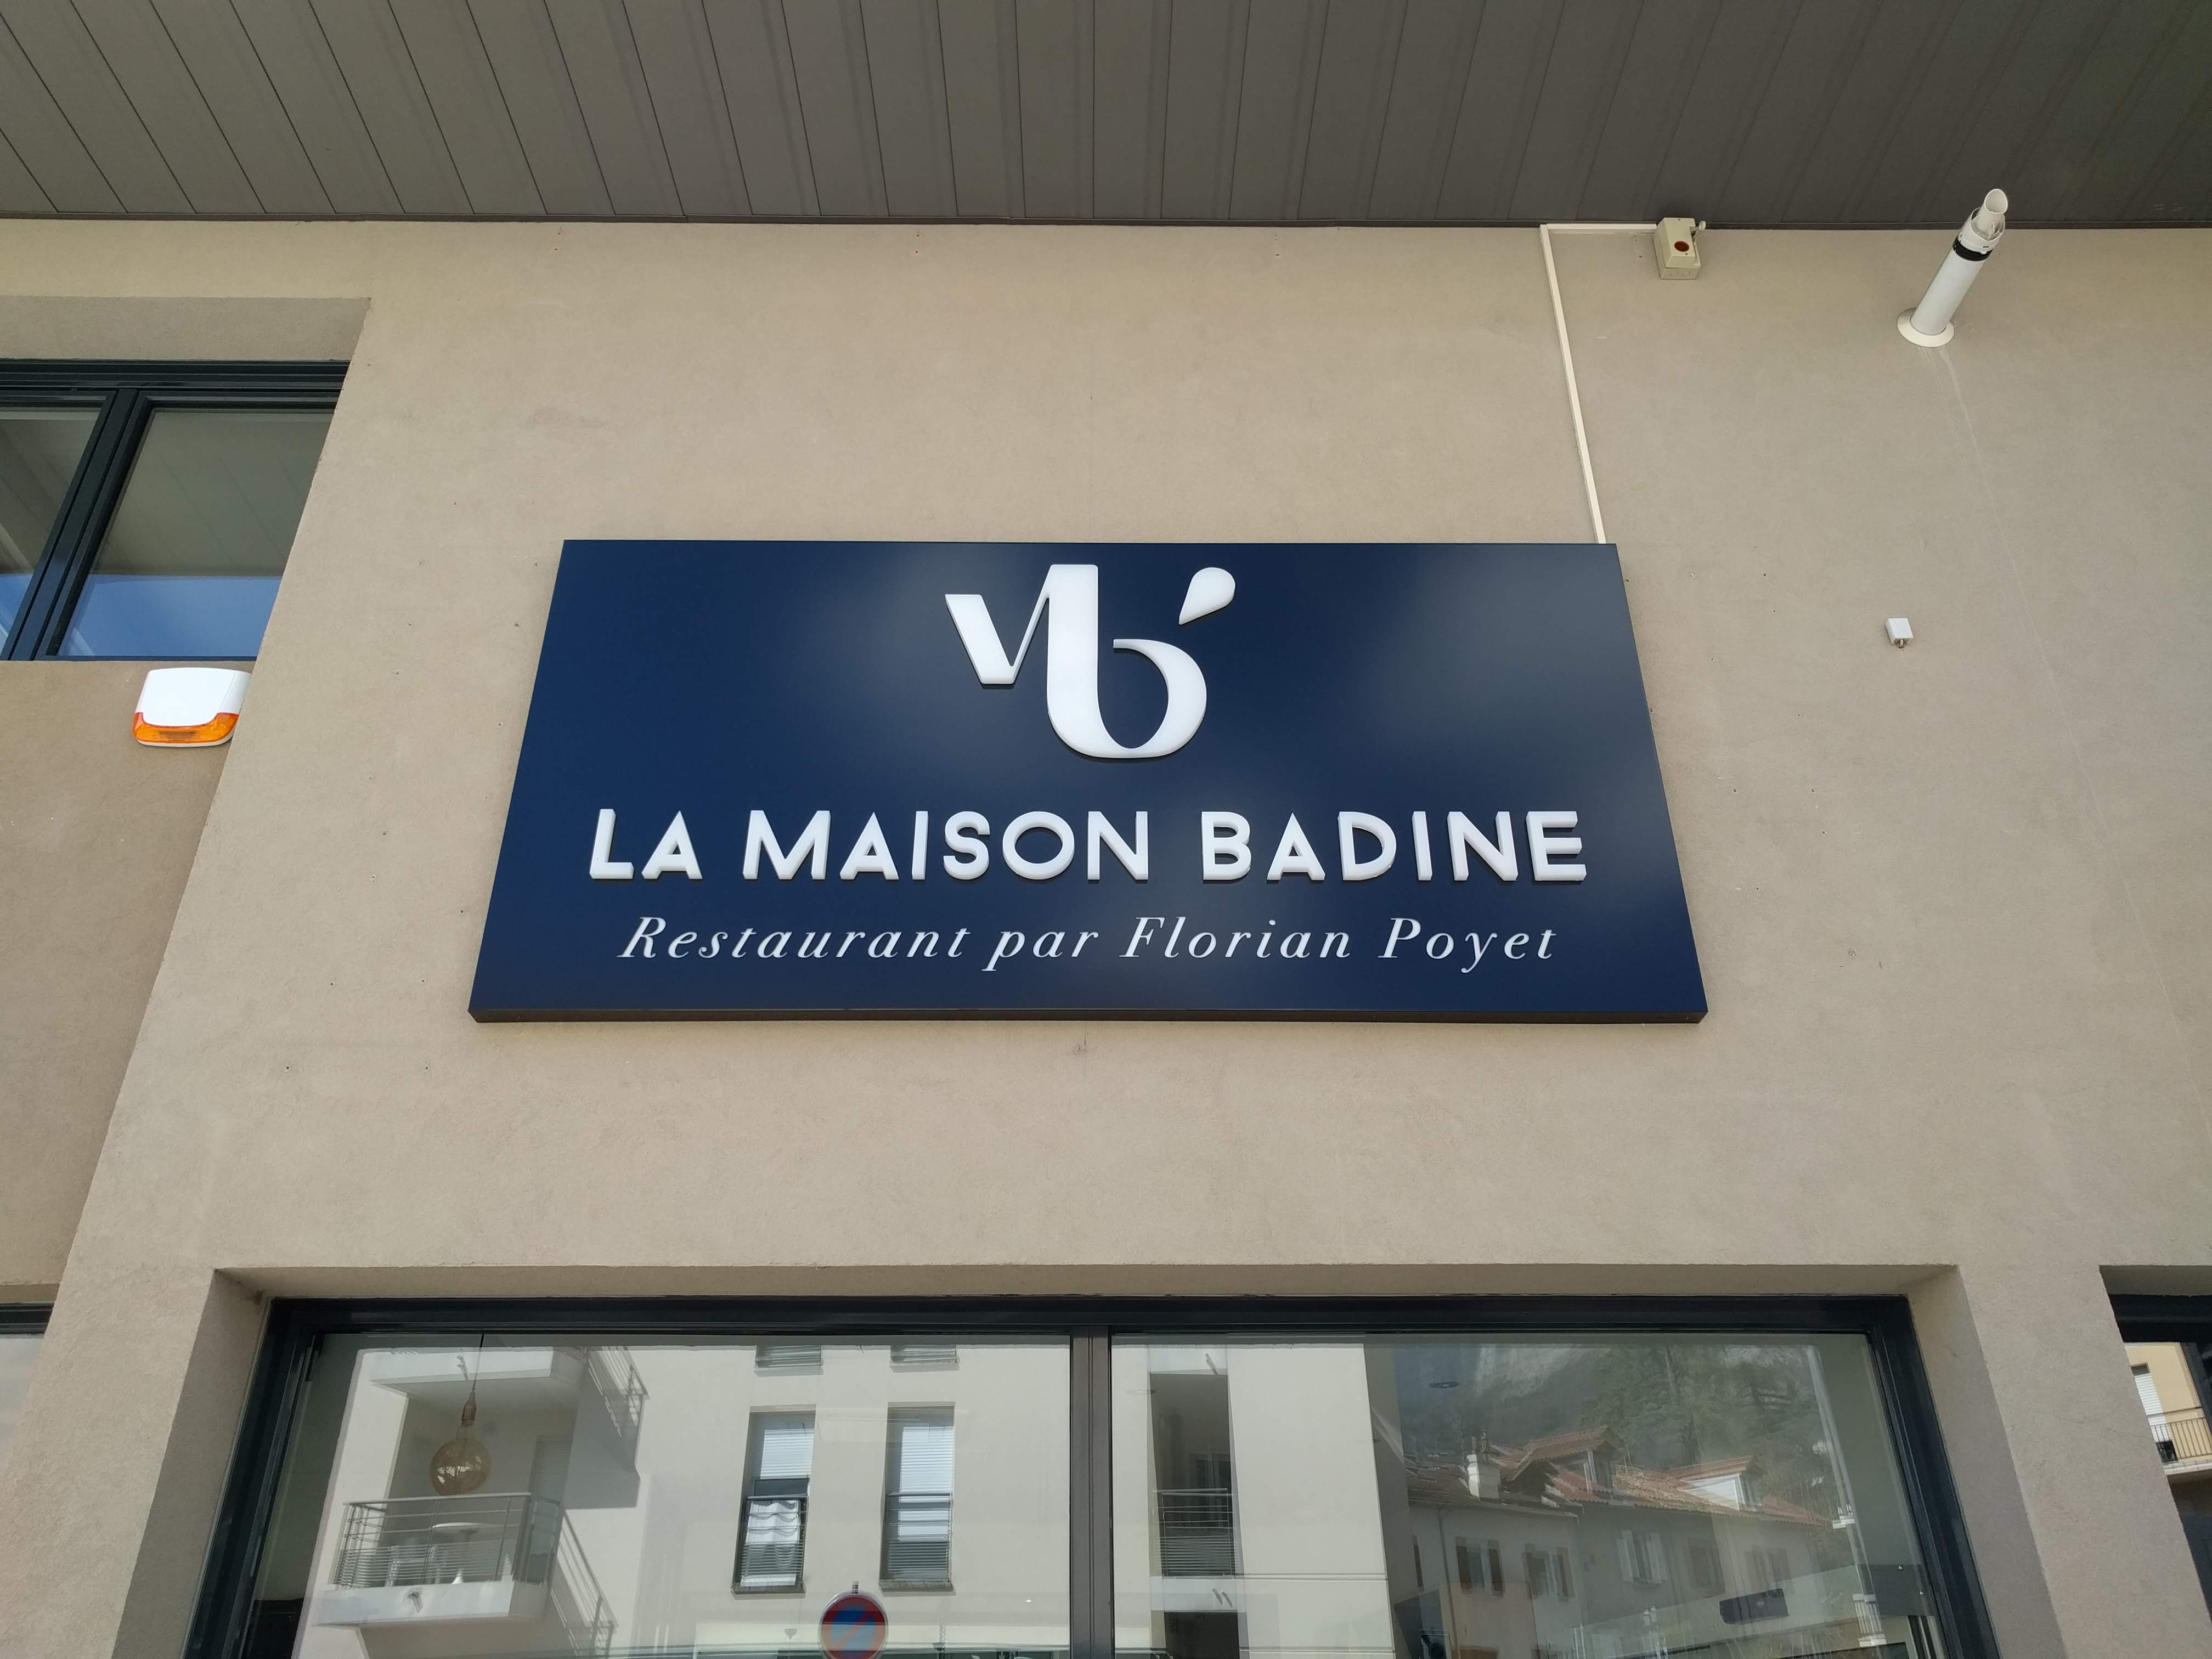 LA MAISON BADINE
Restaurant par Florian Poyet